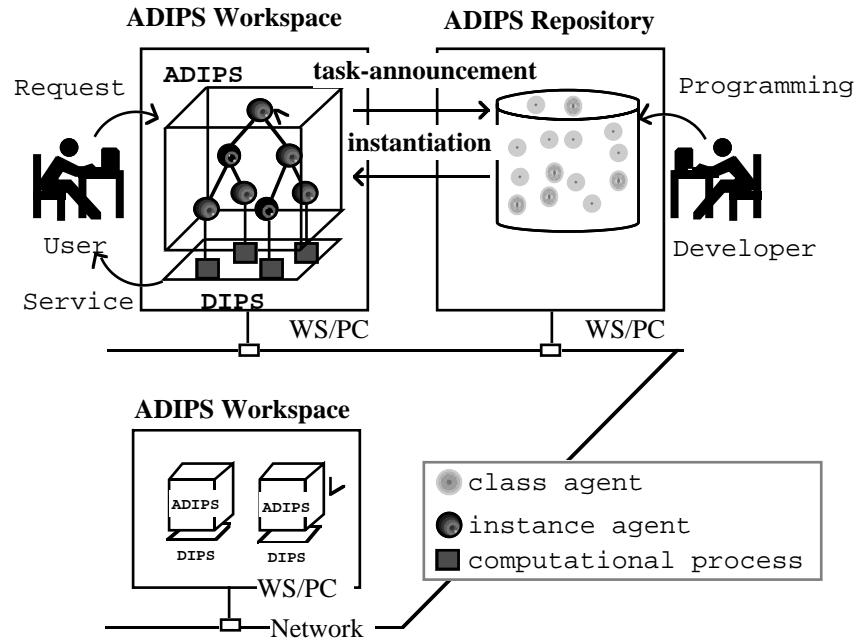 ADIPS Workspace
ADIPS Repository
ADIPS
task-announcement
Request
Programming
instantiation
User
Developer
Service
DIPS
WS/PC
WS/PC
ADIPS Workspace
ADIPS
ADIPS
DIPS
DIPS
WS/PC
Network
class agent
instance agent
computational process